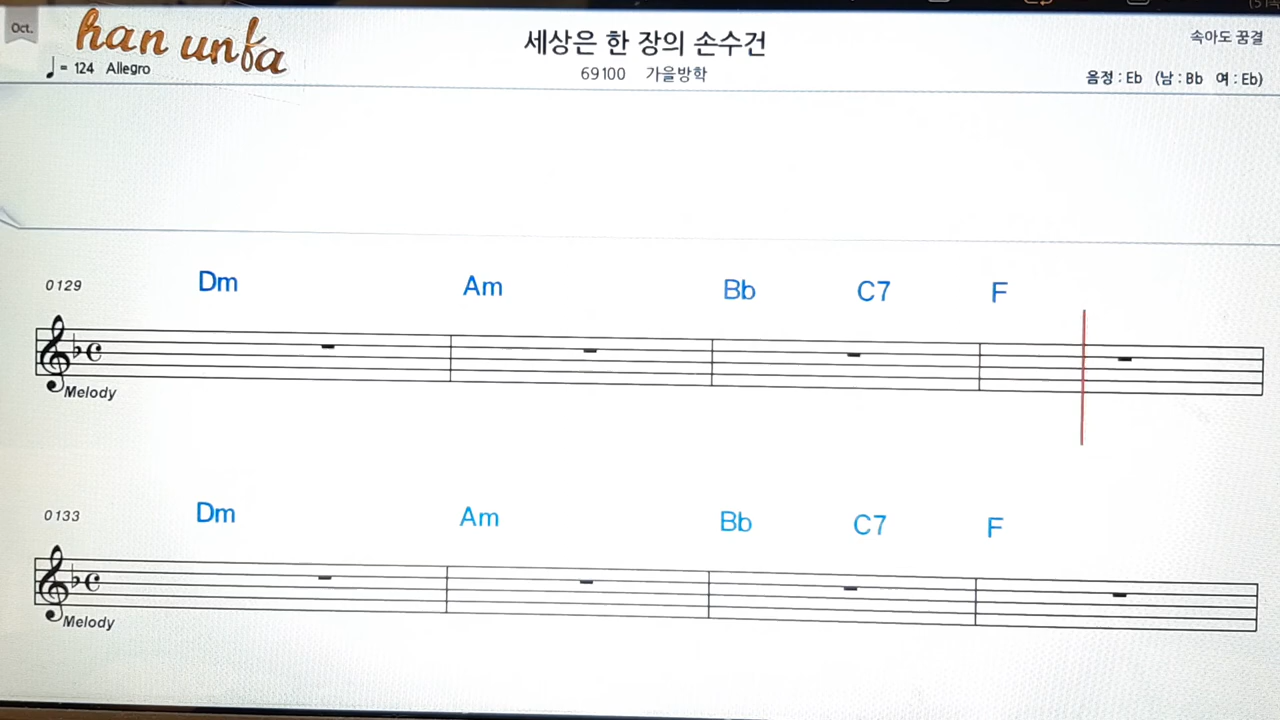 Oct.
han unfa
세상은 한 장의 손수건
속아도 꿈결
♩= 124 Allegro
69100 가을방학
음정 : Eb (남 : Bb 여 : Eb)
Dm Am Bb C7 F
0129
Melody
Dm Am Bb C7 F
0133
Melody